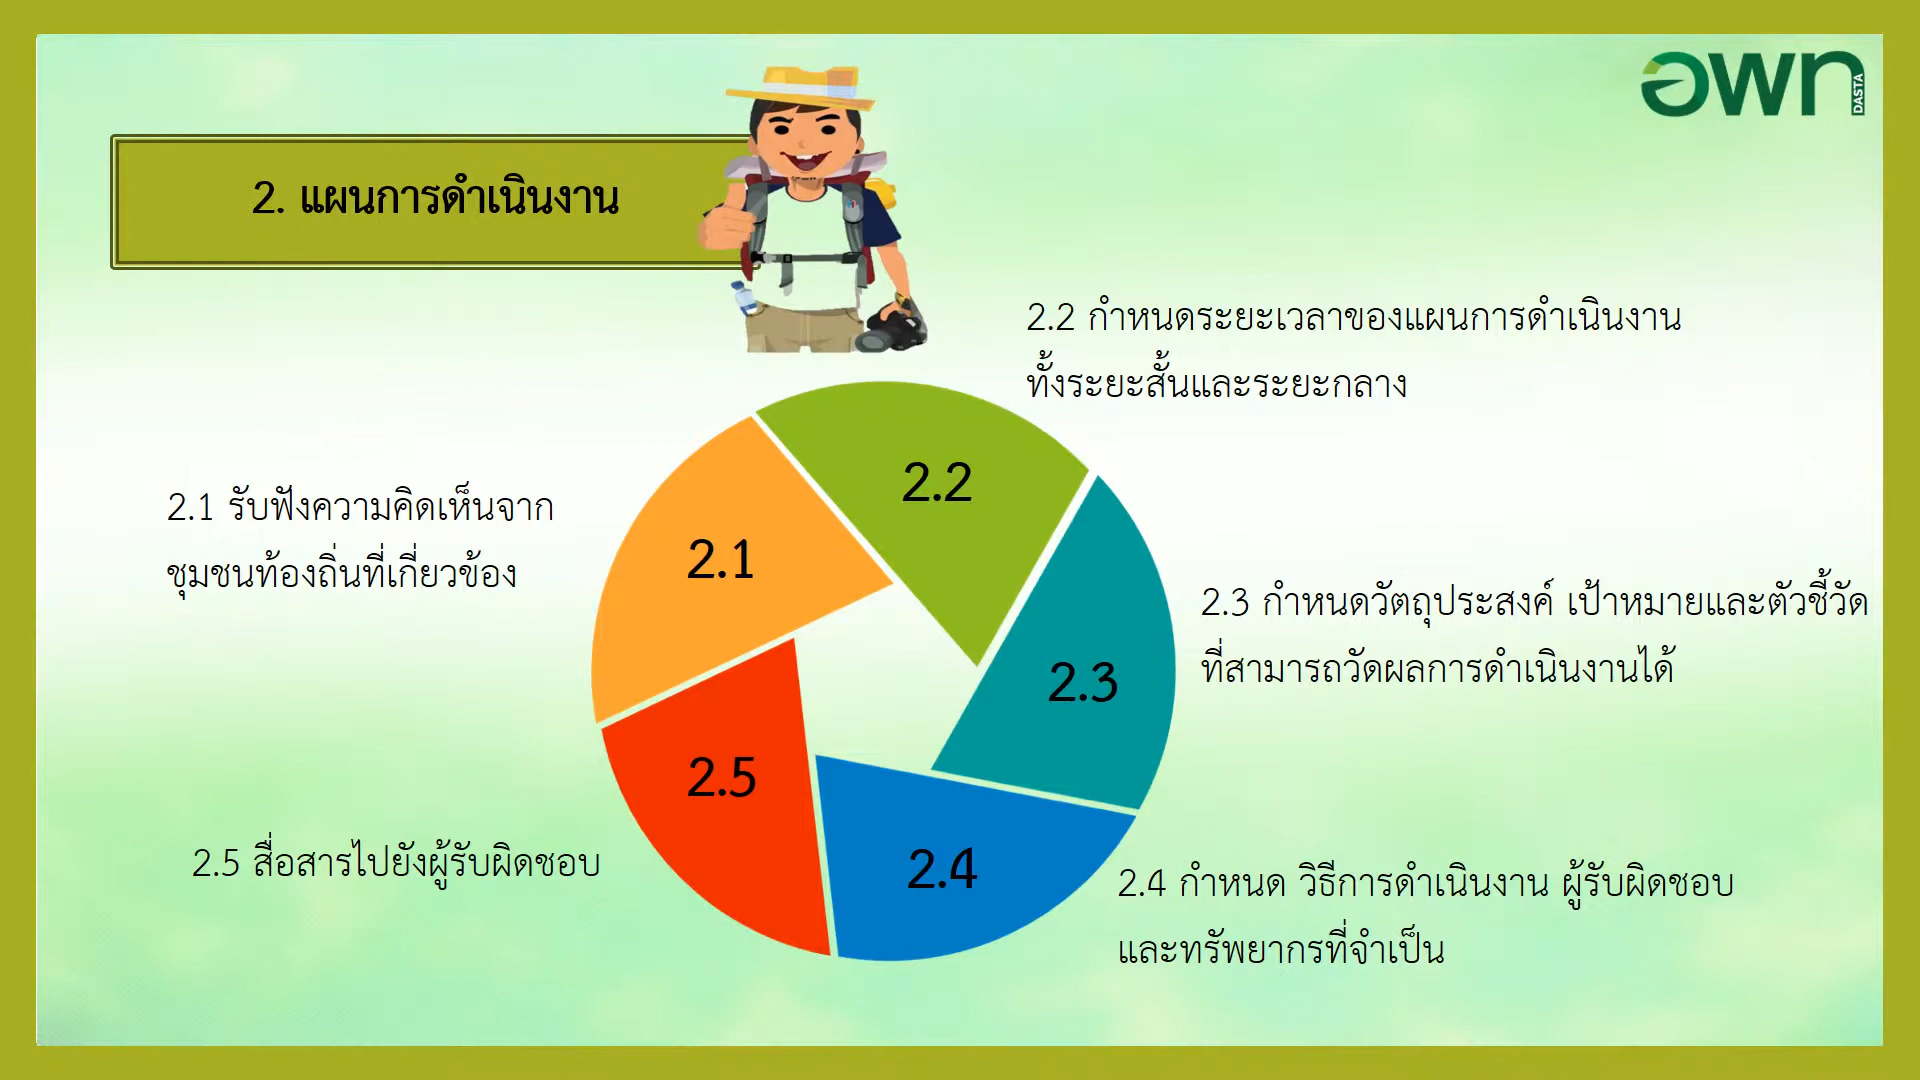 อพท
DASTA
2. แผนการดำเนินงาน
2.2 กำหนดระยะเวลาของแผนการดำเนินงาน
ทั้งระยะสั้นและระยะกลาง
2.1 รับฟังความคิดเห็นจาก
ชุมชนท้องถิ่นที่เกี่ยวข้อง
2.2
2.1
2.3 กำหนดวัตถุประสงค์ เป้าหมายและตัวชี้วัด
ที่สามารถวัดผลการดำเนินงานได้
2.3
2.5
2.4
2.5 สื่อสารไปยังผู้รับผิดชอบ
2.4 กำหนด วิธีการดำเนินงาน ผู้รับผิดชอบ
และทรัพยากรที่จำเป็น